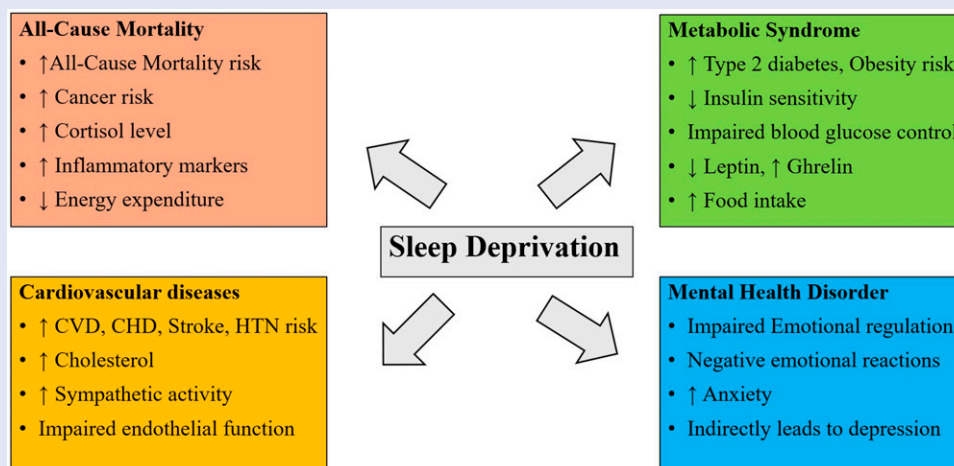 All-Cause Mortality
• ↑All-Cause Mortality risk
• ↑ Cancer risk
• ↑ Cortisol level
• ↑ Inflammatory markers
• ↓ Energy expenditure
Metabolic Syndrome
• ↑ Type 2 diabetes, Obesity risk
• ↓ Insulin sensitivity
• Impaired blood glucose control
• ↓ Leptin, ↑ Ghrelin
• ↑ Food intake
Sleep Deprivation
Cardiovascular diseases
• ↑ CVD, CHD, Stroke, HTN risk
• ↑ Cholesterol
• ↑ Sympathetic activity
• Impaired endothelial function
Mental Health Disorder
• Impaired Emotional regulation
• Negative emotional reactions
• ↑ Anxiety
• Indirectly leads to depression